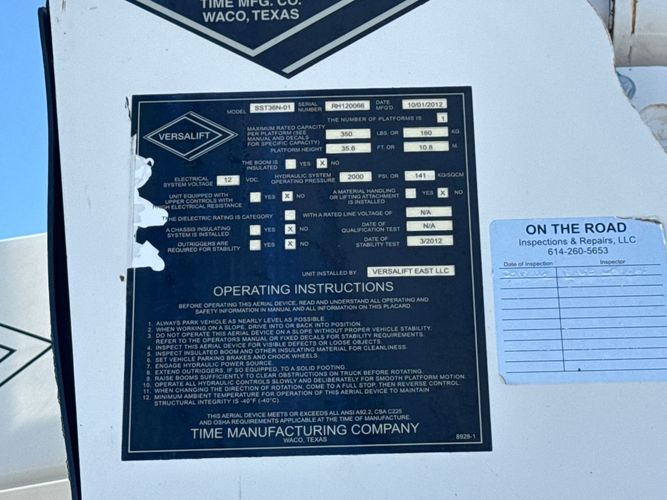 TIME MFG. CO.
WACO, TEXAS
MODEL SST36N-01 SERIAL NUMBER RH120066 DATE MFG'D 10/01/2012
THE NUMBER OF PLATFORMS IS 1
VERSALIFT
MAXIMUM RATED CAPACITY
PER PLATFORM (SEE
MANUAL AND DECALS
FOR SPECIFIC CAPACITY) 350 LBS. OR 160 KG
PLATFORM HEIGHT 35.6 FT. OR 10.8 M.
THE BOOM IS INSULATED YES X NO
ELECTRICAL SYSTEM VOLTAGE 12 VDC. HYDRAULIC SYSTEM OPERATING PRESSURE 2000 PSI. OR 141 KG/SQCM
UNIT EQUIPPED WITH
UPPER CONTROLS WITH
HIGH ELECTRICAL RESISTANCE YES X NO
A MATERIAL HANDLING
OR LIFTING ATTACHMENT
IS INSTALLED YES X NO
THE DIELECTRIC RATING IS CATEGORY WITH A RATED LINE VOLTAGE OF N/A
A CHASSIS INSULATING
SYSTEM IS INSTALLED YES X NO DATE OF QUALIFICATION TEST N/A
OUTRIGGERS ARE
REQUIRED FOR STABILITY YES X NO DATE OF STABILITY TEST 3/2012
UNIT INSTALLED BY VERSALIFT EAST LLC
OPERATING INSTRUCTIONS
BEFORE OPERATING THIS AERIAL DEVICE, READ AND UNDERSTAND ALL OPERATING AND
SAFETY INFORMATION IN MANUAL AND ALL INFORMATION ON THIS PLACARD.
1. ALWAYS PARK VEHICLE AS NEARLY LEVEL AS POSSIBLE.
2. WHEN WORKING ON A SLOPE, DRIVE INTO OR BACK INTO POSITION.
3. DO NOT OPERATE THIS AERIAL DEVICE ON A SLOPE WITHOUT PROPER VEHICLE STABILITY.
REFER TO THE OPERATORS MANUAL OR FIXED DECALS FOR STABILITY REQUIREMENTS.
4. INSPECT THIS AERIAL DEVICE FOR VISIBLE DEFECTS OR LOOSE OBJECTS.
5. INSPECT INSULATED BOOM AND OTHER INSULATING MATERIAL FOR CLEANLINESS.
6. SET VEHICLE PARKING BRAKES AND CHOCK WHEELS.
7. ENGAGE HYDRAULIC POWER SOURCE.
8. EXTEND OUTRIGGERS, IF SO EQUIPPED, TO A SOLID FOOTING.
9. RAISE BOOMS SUFFICIENTLY TO CLEAR OBSTRUCTIONS ON TRUCK BEFORE ROTATING.
10. OPERATE ALL HYDRAULIC CONTROLS SLOWLY AND DELIBERATELY FOR SMOOTH PLATFORM MOTION.
11. WHEN CHANGING THE DIRECTION OF ROTATION, COME TO A FULL STOP, THEN REVERSE CONTROL.
12. MINIMUM AMBIENT TEMPERATURE FOR OPERATION OF THIS AERIAL DEVICE TO MAINTAIN
STRUCTURAL INTEGRITY IS -40°F (-40°C).
THIS AERIAL DEVICE MEETS OR EXCEEDS ALL ANSI A92.2, CSA C225
AND OSHA REQUIREMENTS APPLICABLE AT THE TIME OF MANUFACTURE.
TIME MANUFACTURING COMPANY
WACO, TEXAS
8928-1
ON THE ROAD
Inspections & Repairs, LLC
614-260-5653
Date of Inspection Inspector